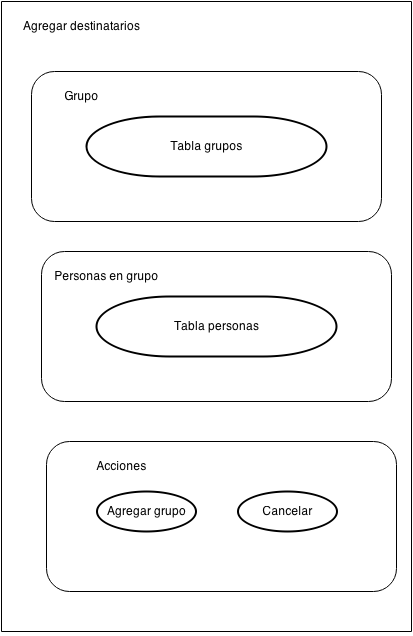 Agregar destinatarios
Grupo
Tabla grupos
Personas en grupo
Tabla personas
Acciones
Agregar grupo
Cancelar